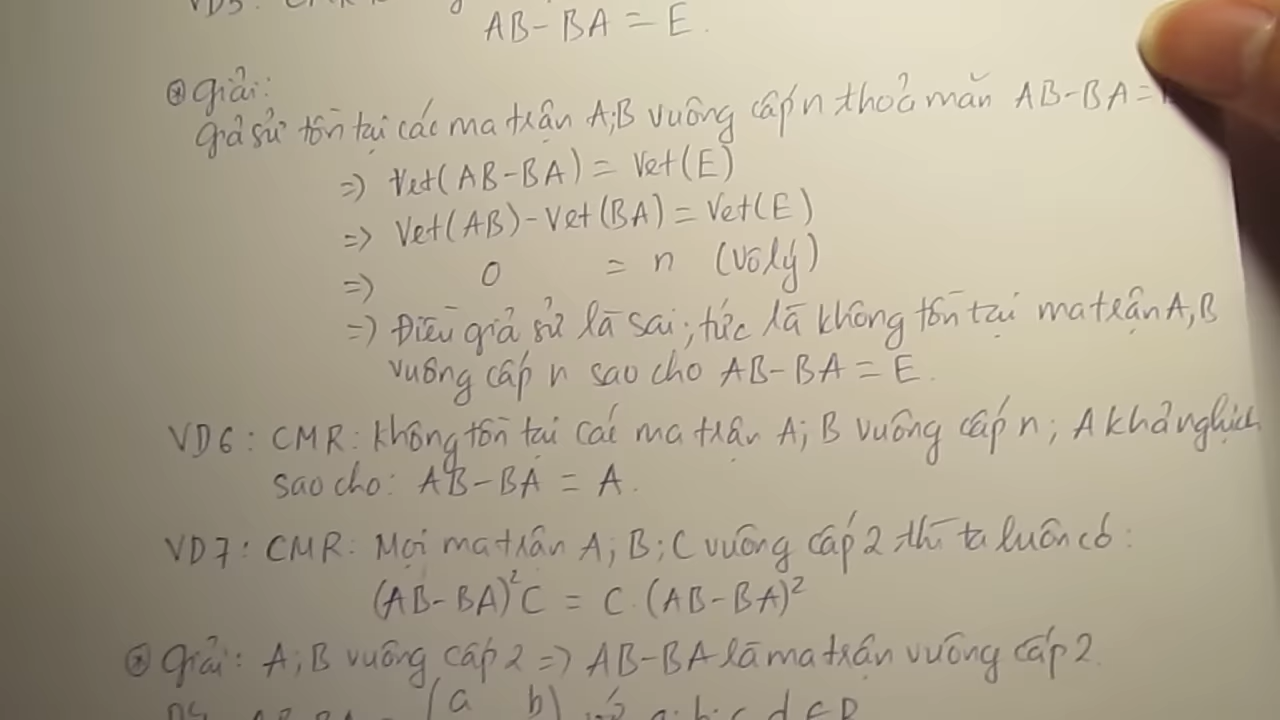 VD5: CMR
AB-BA = E.
⊛ Giải:
Giả sử tồn tại các ma trận A;B vuông cấp n thoả mãn AB-BA =
=> Vet(AB-BA) = Vet(E)
=> Vet(AB)-Vet(BA) = Vet(E)
=> 0 = n (Vô lý)
=> Điều giả sử là sai; tức là không tồn tại ma trận A,B
vuông cấp n sao cho AB-BA = E.
VD6: CMR: Không tồn tại các ma trận A; B vuông cấp n; A khả nghịch
sao cho: AB-BA = A.
VD7: CMR: Mọi ma trận A; B; C vuông cấp 2 thì ta luôn có:
(AB-BA)²C = C.(AB-BA)²
⊛ Giải: A;B vuông cấp 2 => AB-BA là ma trận vuông cấp 2.
(a b) với a; b; c, d ∈ R